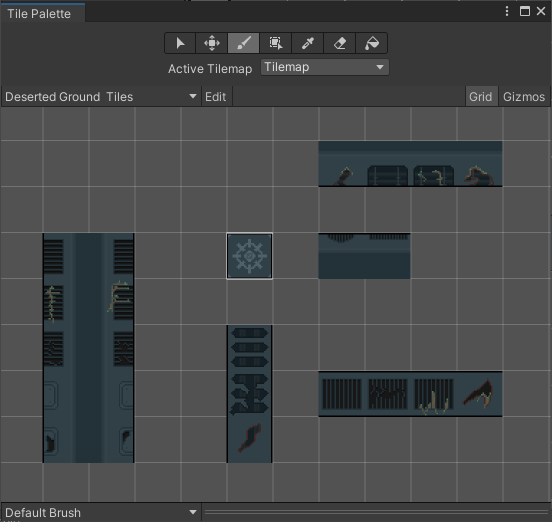 Tile Palette
Active Tilemap Tilemap
Deserted Ground Tiles Edit Grid Gizmos
Default Brush